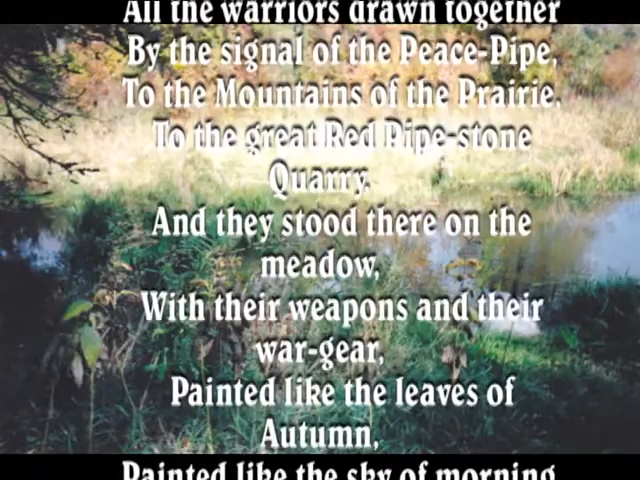 All the warriors drawn together
By the signal of the Peace-Pipe,
To the Mountains of the Prairie,
To the great Red Pipe-stone
Quarry.
And they stood there on the
meadow,
With their weapons and their
war-gear,
Painted like the leaves of
Autumn,
Painted like the sky of morning